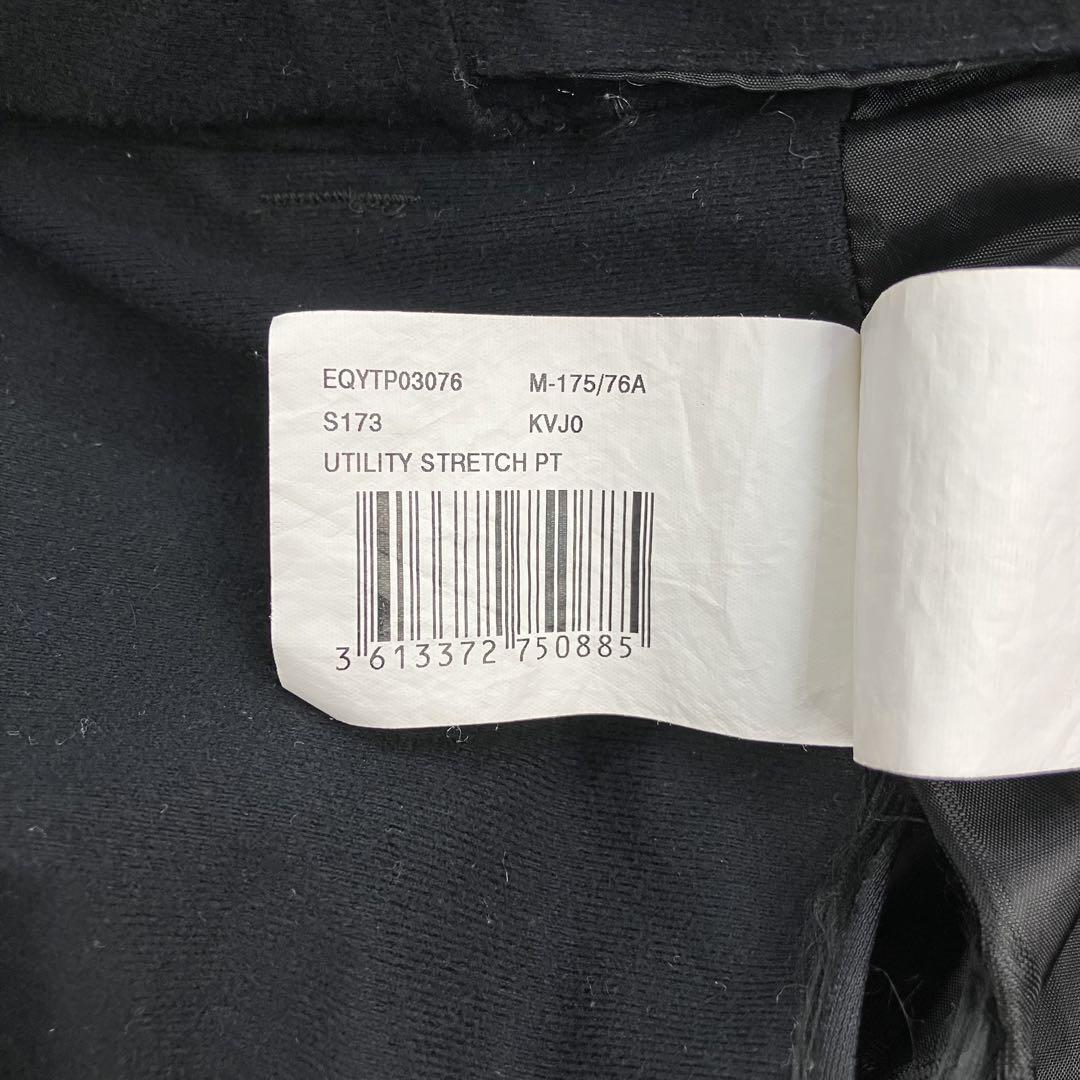 EQYTP03076 M-175/76A
S173 KVJ0
UTILITY STRETCH PT
3 613372 750885